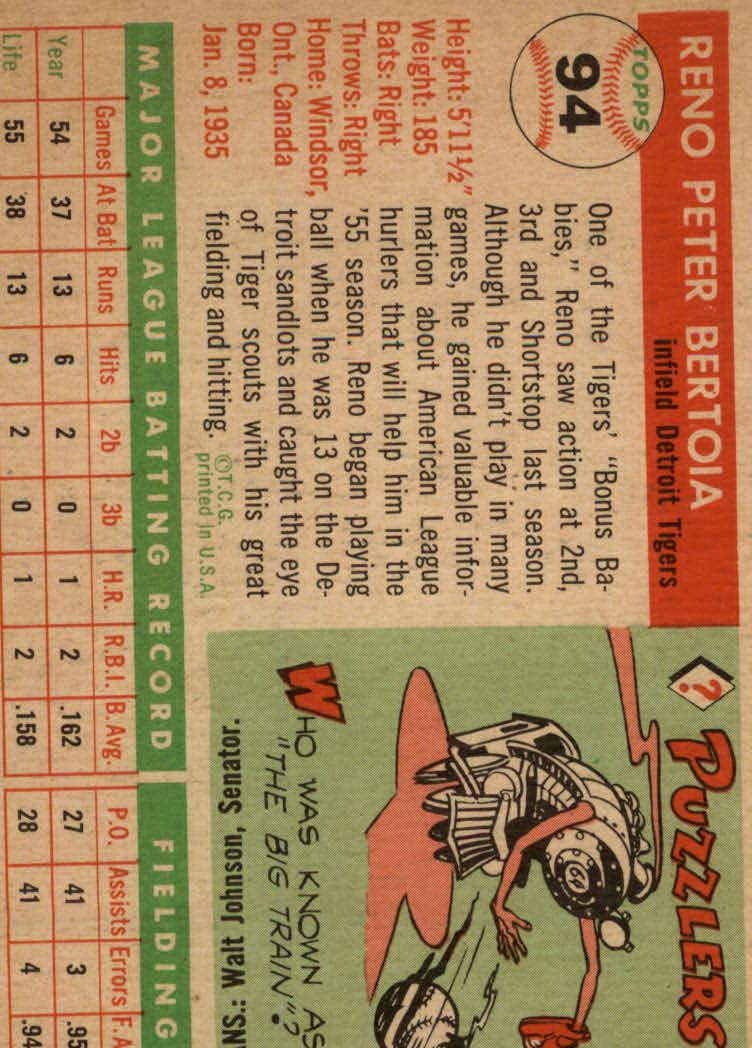 RENO PETER BERTOIA
infield Detroit Tigers
TOPPS
94
Height: 5'11½"
Weight: 185
Bats: Right
Throws: Right
Home: Windsor,
Ont., Canada
Born:
Jan. 8, 1935
One of the Tigers' "Bonus Ba-
bies," Reno saw action at 2nd,
3rd and Shortstop last season.
Although he didn't play in many
games, he gained valuable infor-
mation about American League
hurlers that will help him in the
'55 season. Reno began playing
ball when he was 13 on the De-
troit sandlots and caught the eye
of Tiger scouts with his great
fielding and hitting.
©T.C.G.
printed in U.S.A.
? PUZZLERS
64
WHO WAS KNOWN AS
"THE BIG TRAIN"?
NS.: Walt Johnson, Senator.
MAJOR LEAGUE BATTING RECORD
FIELDING
Games At Bat Runs Hits 2b 3b H.R. R.B.I. B.Avg. P.O. Assists Errors F.A
Year 54 37 13 6 2 0 1 2 .162 27 41 3 .95
Life 55 38 13 6 2 0 1 2 .158 28 41 4 .94